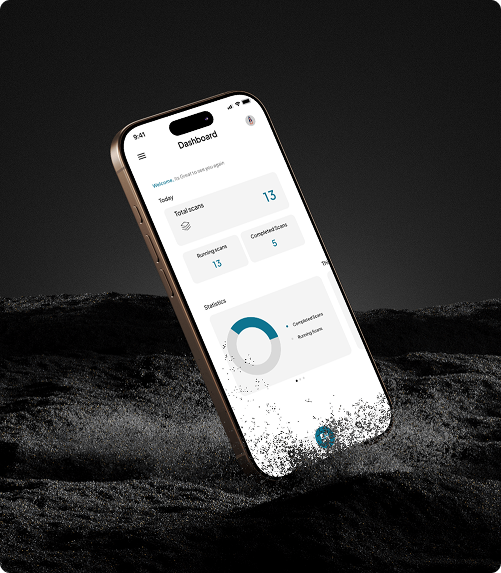 9:41
Dashboard
Welcome, its Great to see you again
Today
Total scans
13
Running scans
13
Completed Scans
5
Statistics
Completed Scans
Running Scans